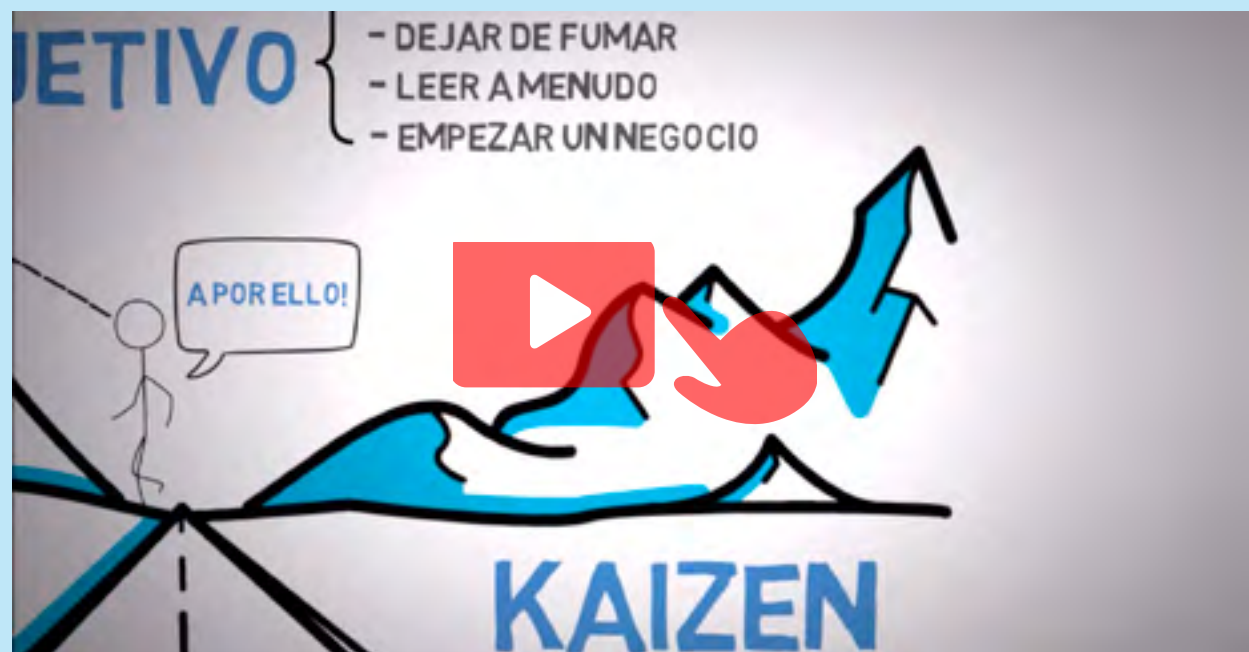 JETIVO
- DEJAR DE FUMAR
- LEER A MENUDO
- EMPEZAR UN NEGOCIO
A POR ELLO!
KAIZEN